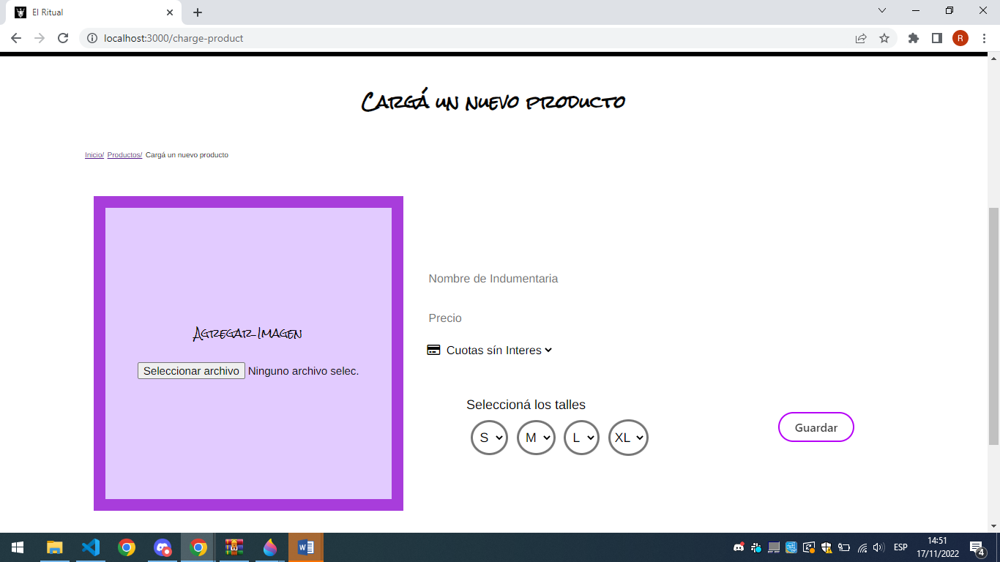 El Ritual
localhost:3000/charge-product
R
Cargá un nuevo producto
Inicio/ Productos/ Cargá un nuevo producto
Agregar Imagen
Seleccionar archivo Ninguno archivo selec.
Nombre de Indumentaria
Precio
Cuotas sín Interes
Seleccioná los talles
S M L XL
Guardar
ESP
14:51
17/11/2022
4